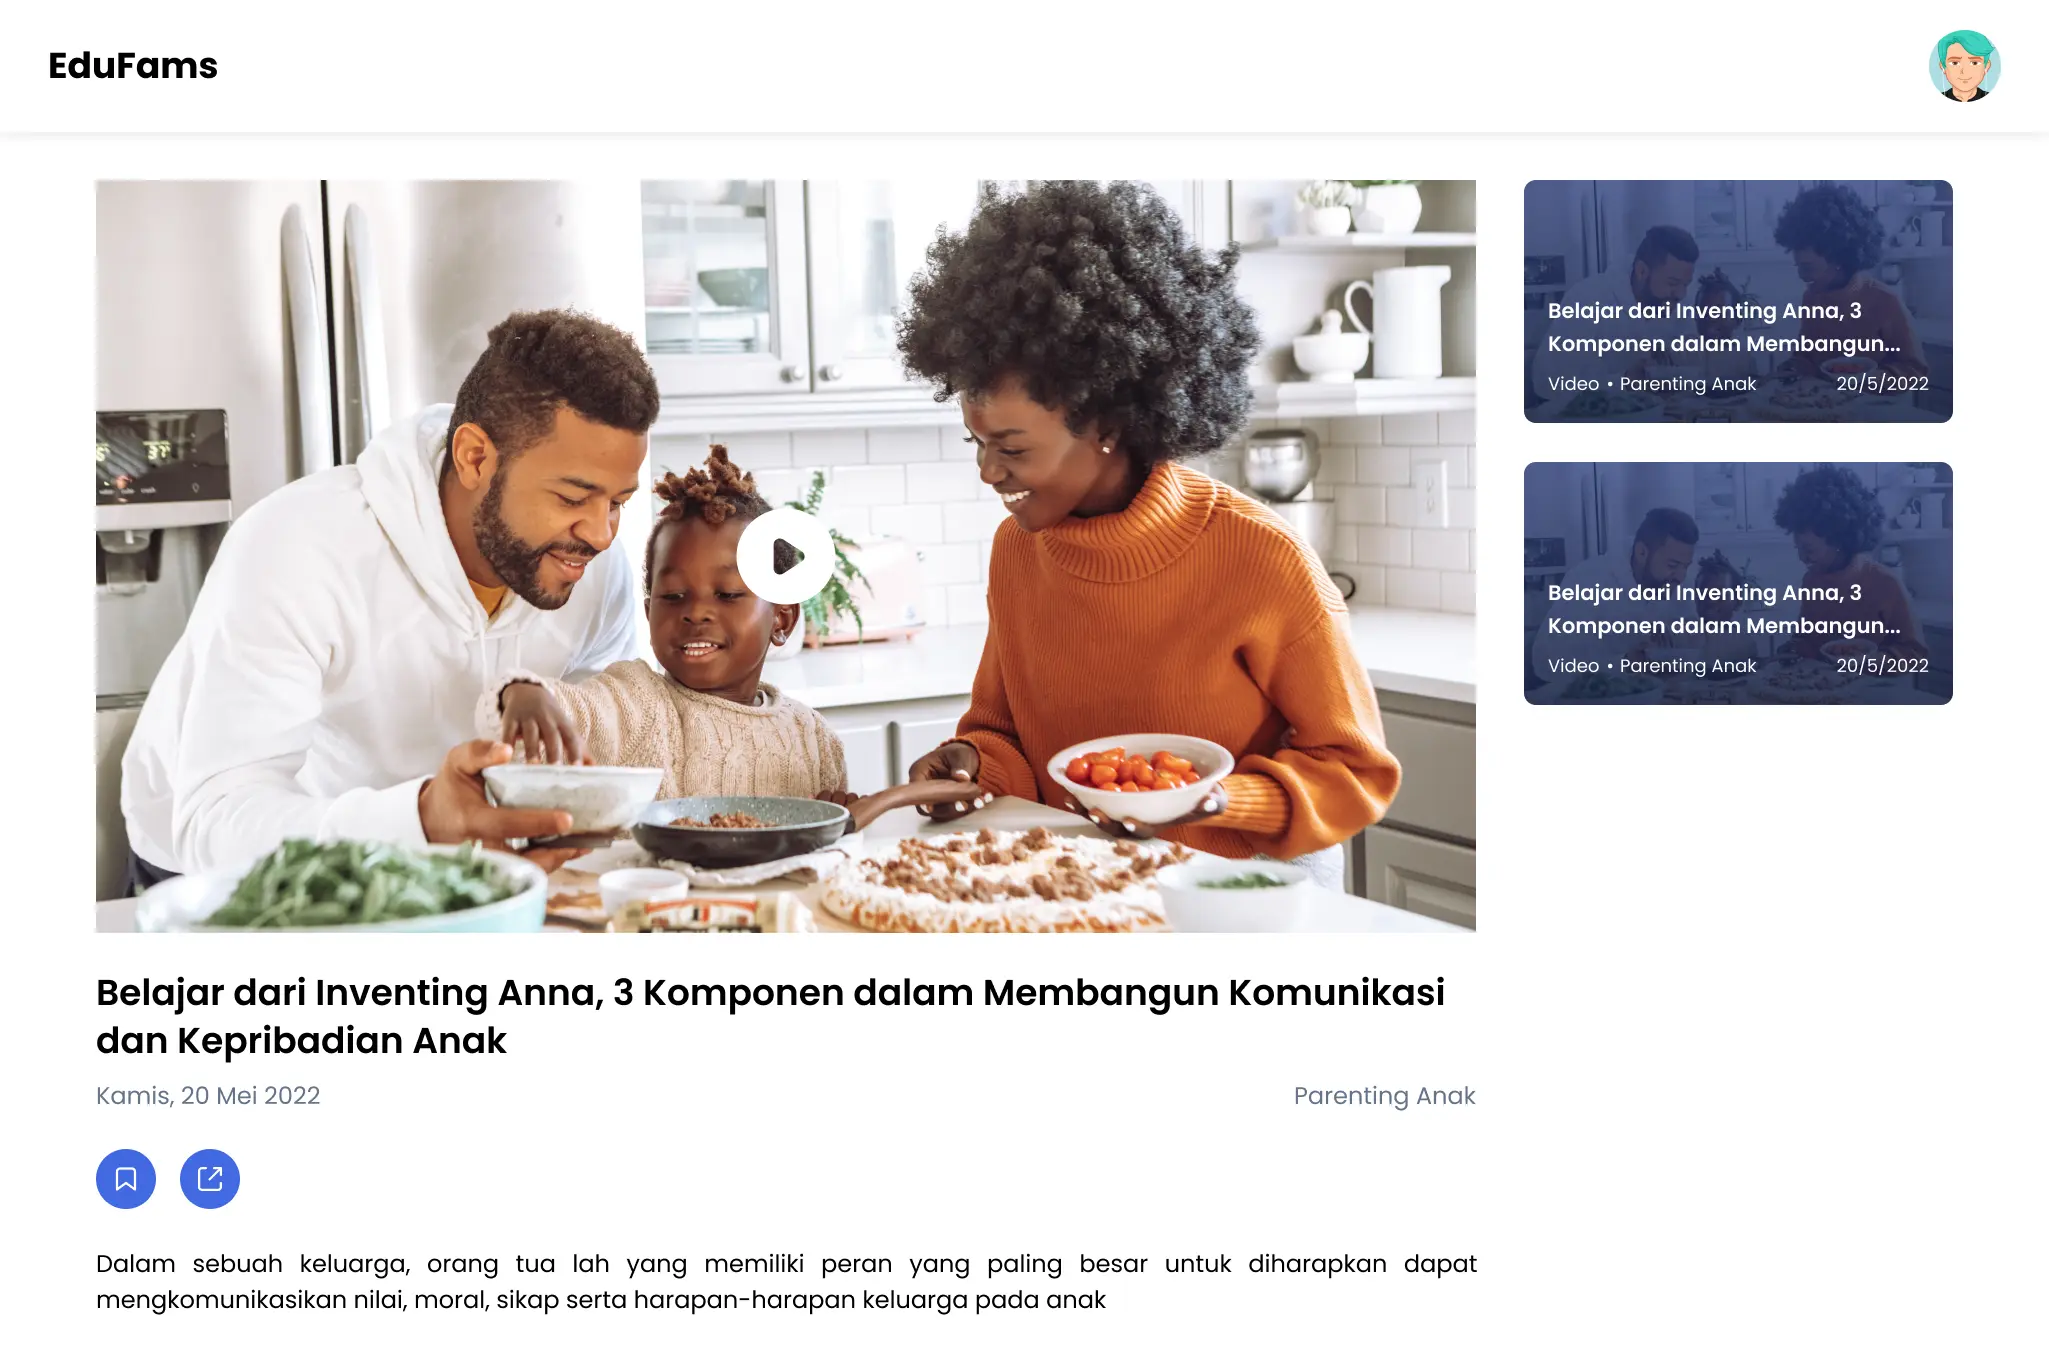 EduFams
Belajar dari Inventing Anna, 3
Komponen dalam Membangun...
Video • Parenting Anak 20/5/2022
Belajar dari Inventing Anna, 3
Komponen dalam Membangun...
Video • Parenting Anak 20/5/2022
Belajar dari Inventing Anna, 3 Komponen dalam Membangun Komunikasi
dan Kepribadian Anak
Kamis, 20 Mei 2022 Parenting Anak
Dalam sebuah keluarga, orang tua lah yang memiliki peran yang paling besar untuk diharapkan dapat
mengkomunikasikan nilai, moral, sikap serta harapan-harapan keluarga pada anak